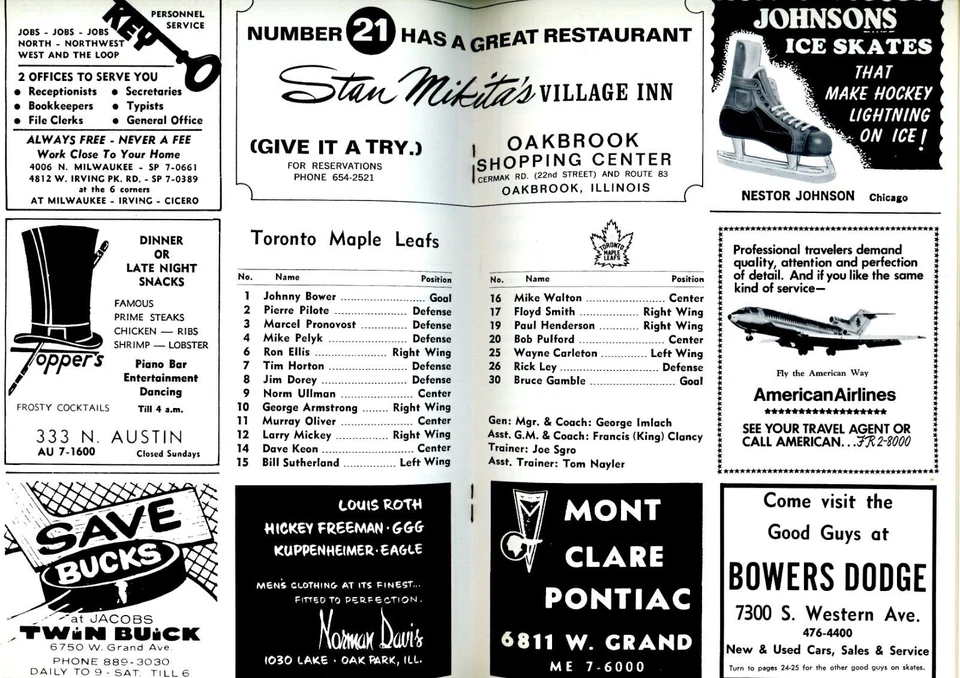 KEY
PERSONNEL
SERVICE
JOBS - JOBS - JOBS
NORTH - NORTHWEST
WEST AND THE LOOP
2 OFFICES TO SERVE YOU
• Receptionists • Secretaries
• Bookkeepers • Typists
• File Clerks • General Office
ALWAYS FREE - NEVER A FEE
Work Close To Your Home
4006 N. MILWAUKEE - SP 7-0661
4812 W. IRVING PK. RD. - SP 7-0389
at the 6 corners
AT MILWAUKEE - IRVING - CICERO
DINNER
OR
LATE NIGHT
SNACKS
FAMOUS
PRIME STEAKS
CHICKEN — RIBS
SHRIMP — LOBSTER
Topper's
Piano Bar
Entertainment
Dancing
FROSTY COCKTAILS Till 4 a.m.
333 N. AUSTIN
AU 7-1600 Closed Sundays
SAVE
BUCKS
at JACOBS
TWIN BUICK
6750 W. Grand Ave.
PHONE 889-3030
DAILY TO 9 - SAT. TILL 6
NUMBER 21 HAS A GREAT RESTAURANT
Stan Mikita's VILLAGE INN
(GIVE IT A TRY.)
FOR RESERVATIONS
PHONE 654-2521
OAKBROOK
SHOPPING CENTER
CERMAK RD. (22nd STREET) AND ROUTE 83
OAKBROOK, ILLINOIS
Toronto Maple Leafs
No. Name Position
1 Johnny Bower .......................... Goal
2 Pierre Pilote ........................ Defense
3 Marcel Pronovost .............. Defense
4 Mike Pelyk ........................ Defense
6 Ron Ellis ...................... Right Wing
7 Tim Horton ........................ Defense
8 Jim Dorey .......................... Defense
9 Norm Ullman ...................... Center
10 George Armstrong ........ Right Wing
11 Murray Oliver .................... Center
12 Larry Mickey .................. Right Wing
14 Dave Keon .......................... Center
15 Bill Sutherland ................ Left Wing
TORONTO
MAPLE
LEAFS
No. Name Position
16 Mike Walton ........................ Center
17 Floyd Smith .................. Right Wing
19 Paul Henderson .............. Right Wing
20 Bob Pulford ........................ Center
25 Wayne Carleton .............. Left Wing
26 Rick Ley ............................ Defense
30 Bruce Gamble .......................... Goal
Gen: Mgr. & Coach: George Imlach
Asst. G.M. & Coach: Francis (King) Clancy
Trainer: Joe Sgro
Asst. Trainer: Tom Nayler
LOUIS ROTH
HICKEY FREEMAN · GGG
KUPPENHEIMER · EAGLE
MEN'S CLOTHING AT ITS FINEST...
FITTED TO PERFECTION.
Norman Davis
1030 LAKE · OAK PARK, ILL.
MONT
CLARE
PONTIAC
6811 W. GRAND
ME 7-6000
JOHNSONS
ICE SKATES
THAT
MAKE HOCKEY
LIGHTNING
ON ICE!
NESTOR JOHNSON Chicago
Professional travelers demand
quality, attention and perfection
of detail. And if you like the same
kind of service—
Fly the American Way
AmericanAirlines
SEE YOUR TRAVEL AGENT OR
CALL AMERICAN...FR 2-8000
Come visit the
Good Guys at
BOWERS DODGE
7300 S. Western Ave.
476-4400
New & Used Cars, Sales & Service
Turn to pages 24-25 for the other good guys on skates.